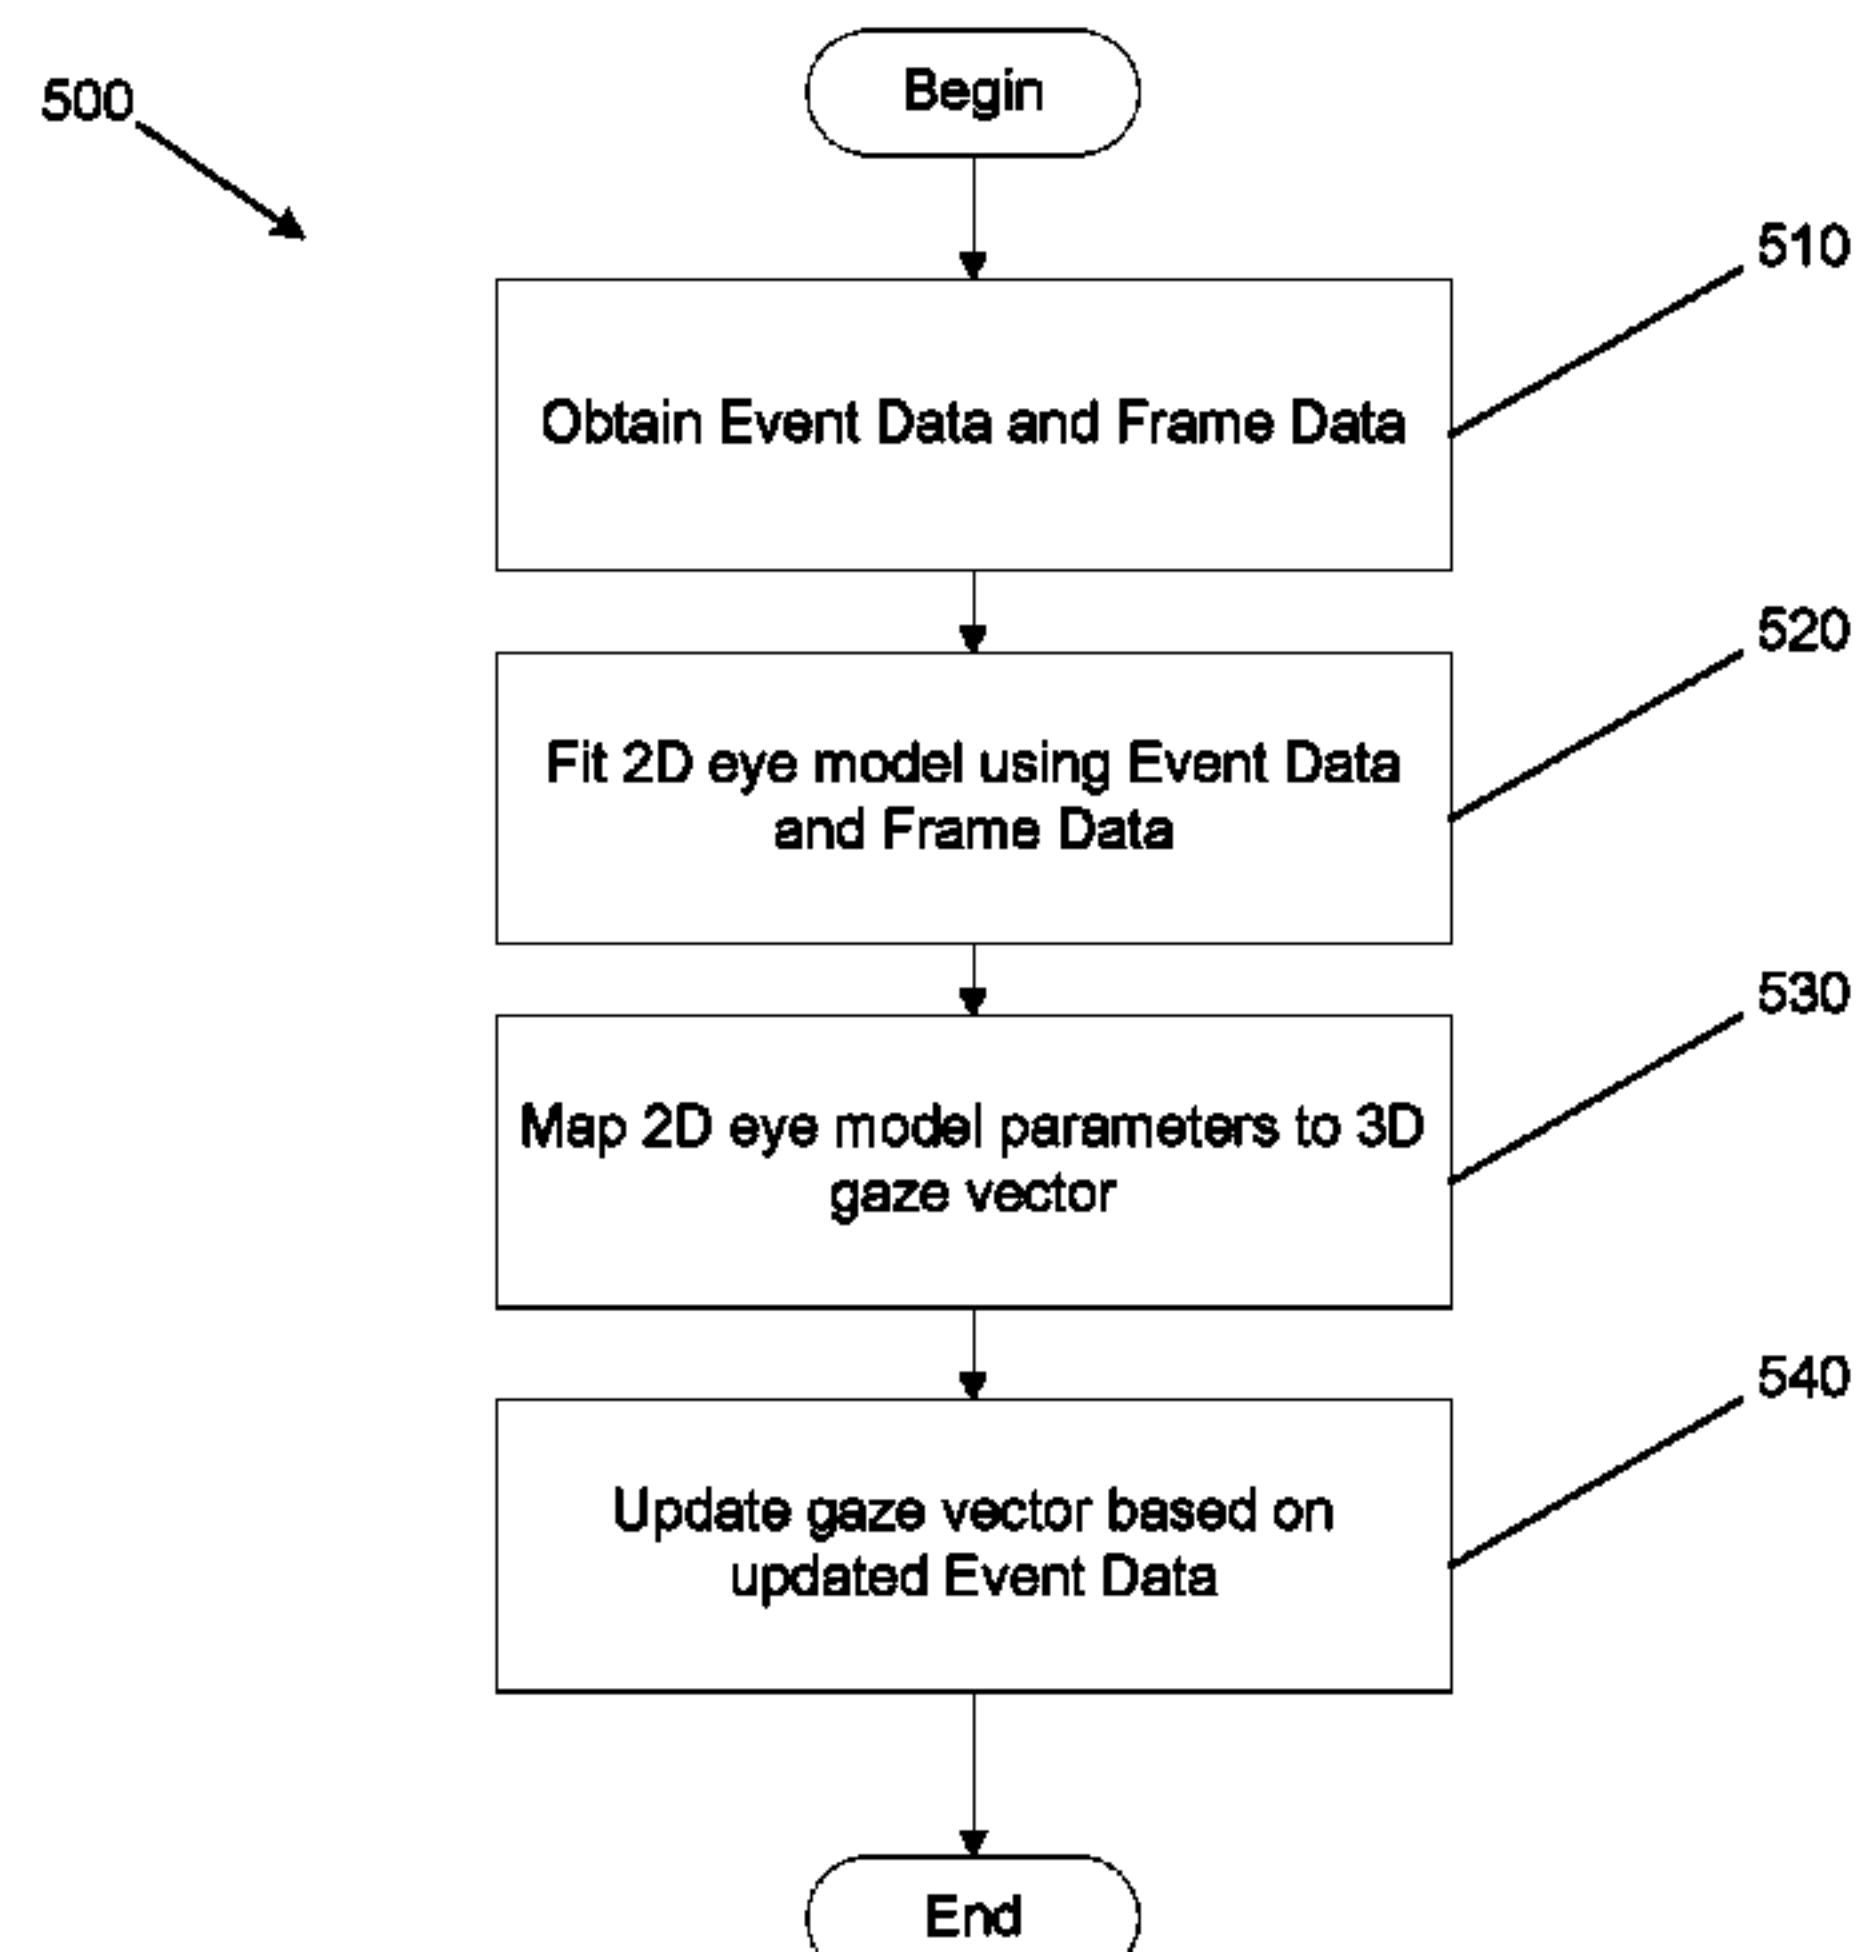 Begin
500
510
Obtain Event Data and Frame Data
520
Fit 2D eye model using Event Data
and Frame Data
530
Map 2D eye model parameters to 3D
gaze vector
540
Update gaze vector based on
updated Event Data
End